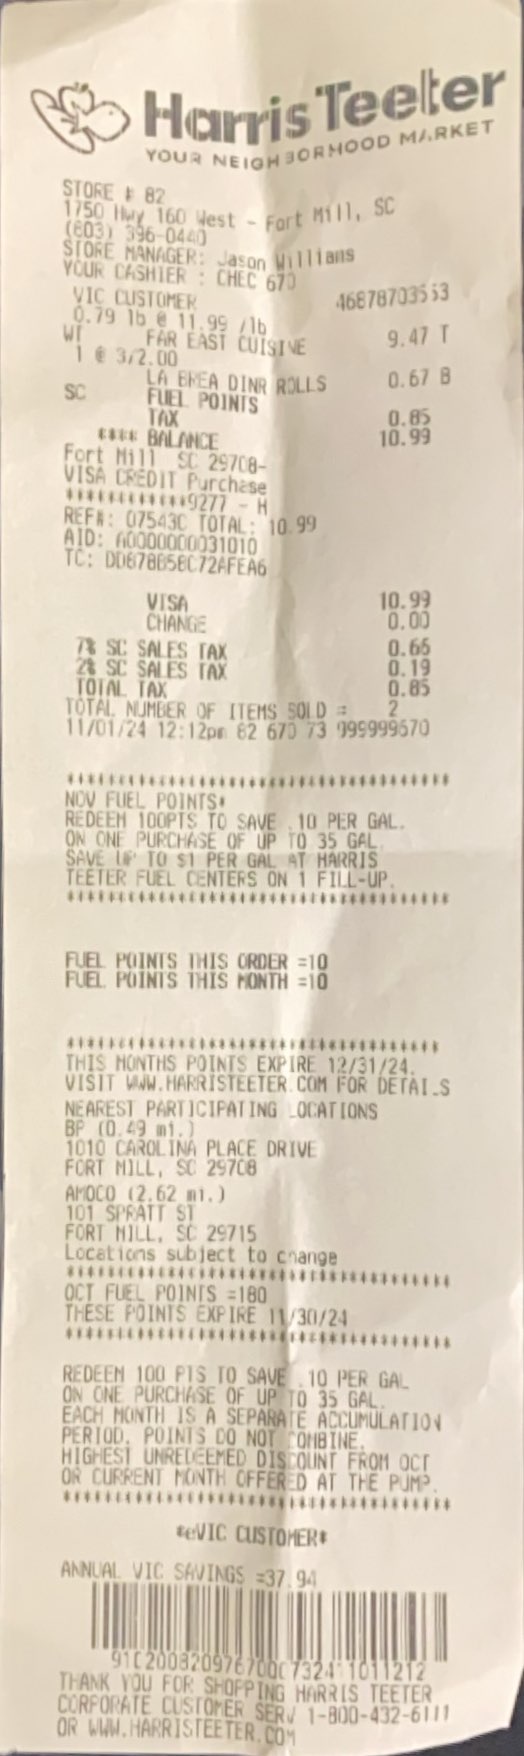 Harris Teeter
YOUR NEIGHBORHOOD MARKET
STORE # 82
1750 Hwy 160 West - Fort Mill, SC
(803) 396-0440
STORE MANAGER: Jason Williams
YOUR CASHIER : CHEC 670
VIC CUSTOMER 46878703553
0.79 lb @ 11.99 /lb
WT FAR EAST CUISINE 9.47 T
1 @ 3/2.00
LA BREA DINR ROLLS 0.67 B
SC FUEL POINTS
TAX 0.85
**** BALANCE 10.99
Fort Mill SC 29708-
VISA CREDIT Purchase
************9277 - H
REF#: 07543C TOTAL: 10.99
AID: A0000000031010
TC: DD678B58C72AFEA6
VISA 10.99
CHANGE 0.00
7% SC SALES TAX 0.66
2% SC SALES TAX 0.19
TOTAL TAX 0.85
TOTAL NUMBER OF ITEMS SOLD = 2
11/01/24 12:12pm 82 670 73 999999670
****************************************
NOV FUEL POINTS*
REDEEM 100PTS TO SAVE .10 PER GAL.
ON ONE PURCHASE OF UP TO 35 GAL
SAVE UP TO $1 PER GAL AT HARRIS
TEETER FUEL CENTERS ON 1 FILL-UP.
****************************************
FUEL POINTS THIS ORDER =10
FUEL POINTS THIS MONTH =10
****************************************
THIS MONTHS POINTS EXPIRE 12/31/24.
VISIT WWW.HARRISTEETER.COM FOR DETAILS
NEAREST PARTICIPATING LOCATIONS
BP (0.49 mi.)
1010 CAROLINA PLACE DRIVE
FORT MILL, SC 29708
AMOCO (2.62 mi.)
101 SPRATT ST
FORT MILL, SC 29715
Locations subject to change
****************************************
OCT FUEL POINTS =180
THESE POINTS EXPIRE 11/30/24
****************************************
REDEEM 100 PTS TO SAVE .10 PER GAL
ON ONE PURCHASE OF UP TO 35 GAL.
EACH MONTH IS A SEPARATE ACCUMULATION
PERIOD. POINTS DO NOT COMBINE.
HIGHEST UNREDEEMED DISCOUNT FROM OCT
OR CURRENT MONTH OFFERED AT THE PUMP.
****************************************
*eVIC CUSTOMER*
ANNUAL VIC SAVINGS =37.94
THANK YOU FOR SHOPPING HARRIS TEETER
CORPORATE CUSTOMER SERV 1-800-432-6111
OR WWW.HARRISTEETER.COM